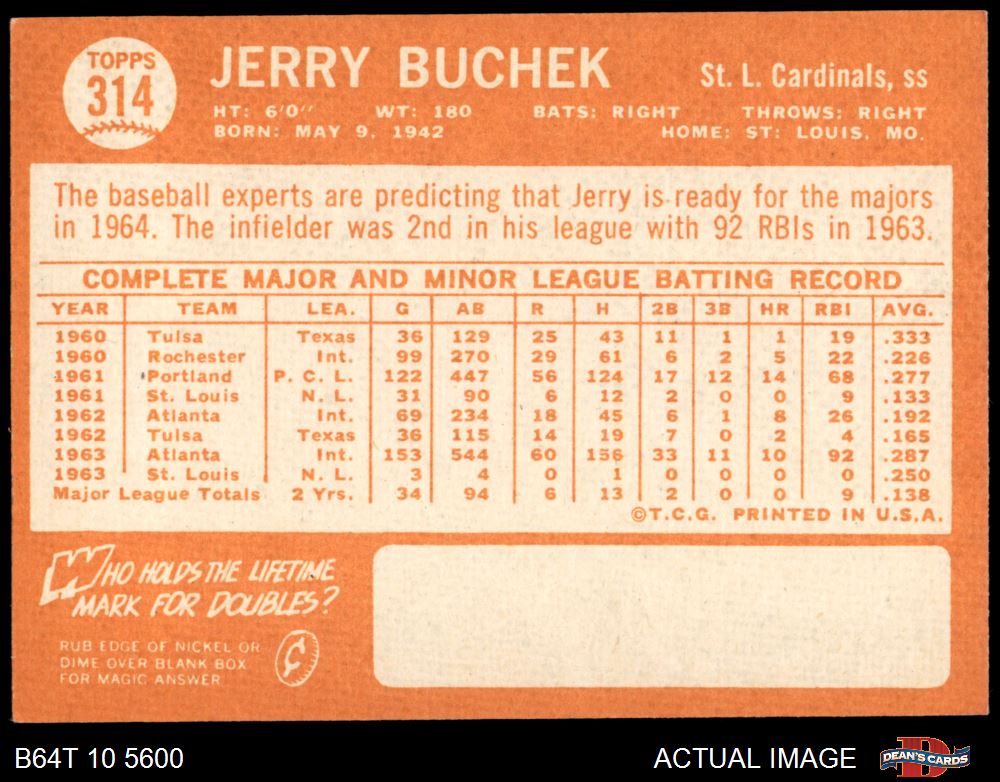 TOPPS
314
JERRY BUCHEK
St. L. Cardinals, ss
HT: 6'0" WT: 180 BATS: RIGHT THROWS: RIGHT
BORN: MAY 9, 1942 HOME: ST: LOUIS, MO.
The baseball experts are predicting that Jerry is ready for the majors
in 1964. The infielder was 2nd in his league with 92 RBIs in 1963.
COMPLETE MAJOR AND MINOR LEAGUE BATTING RECORD
YEAR TEAM LEA. G AB R H 2B 3B HR RBI AVG.
1960 Tulsa Texas 36 129 25 43 11 1 1 19 .333
1960 Rochester Int. 99 270 29 61 6 2 5 22 .226
1961 Portland P. C. L. 122 447 56 124 17 12 14 68 .277
1961 St. Louis N. L. 31 90 6 12 2 0 0 9 .133
1962 Atlanta Int. 69 234 18 45 6 1 8 26 .192
1962 Tulsa Texas 36 115 14 19 7 0 2 4 .165
1963 Atlanta Int. 153 544 60 156 33 11 10 92 .287
1963 St. Louis N. L. 3 4 0 1 0 0 0 0 .250
Major League Totals 2 Yrs. 34 94 6 13 2 0 0 9 .138
©T.C.G. PRINTED IN U.S.A.
WHO HOLDS THE LIFETIME
MARK FOR DOUBLES?
RUB EDGE OF NICKEL OR
DIME OVER BLANK BOX
FOR MAGIC ANSWER
¢
B64T 10 5600
ACTUAL IMAGE
D
DEAN'S CARDS